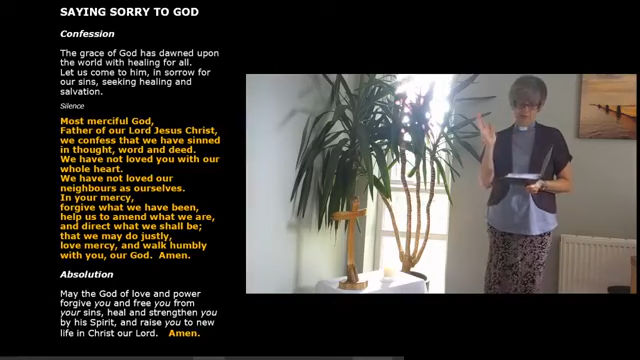 SAYING SORRY TO GOD
Confession
The grace of God has dawned upon
the world with healing for all.
Let us come to him, in sorrow for
our sins, seeking healing and
salvation.
Silence
Most merciful God,
Father of our Lord Jesus Christ,
we confess that we have sinned
in thought, word and deed.
We have not loved you with our
whole heart.
We have not loved our
neighbours as ourselves.
In your mercy,
forgive what we have been,
help us to amend what we are,
and direct what we shall be;
that we may do justly,
love mercy, and walk humbly
with you, our God.  Amen.
Absolution
May the God of love and power
forgive you and free you from
your sins, heal and strengthen you
by his Spirit, and raise you to new
life in Christ our Lord.   Amen.